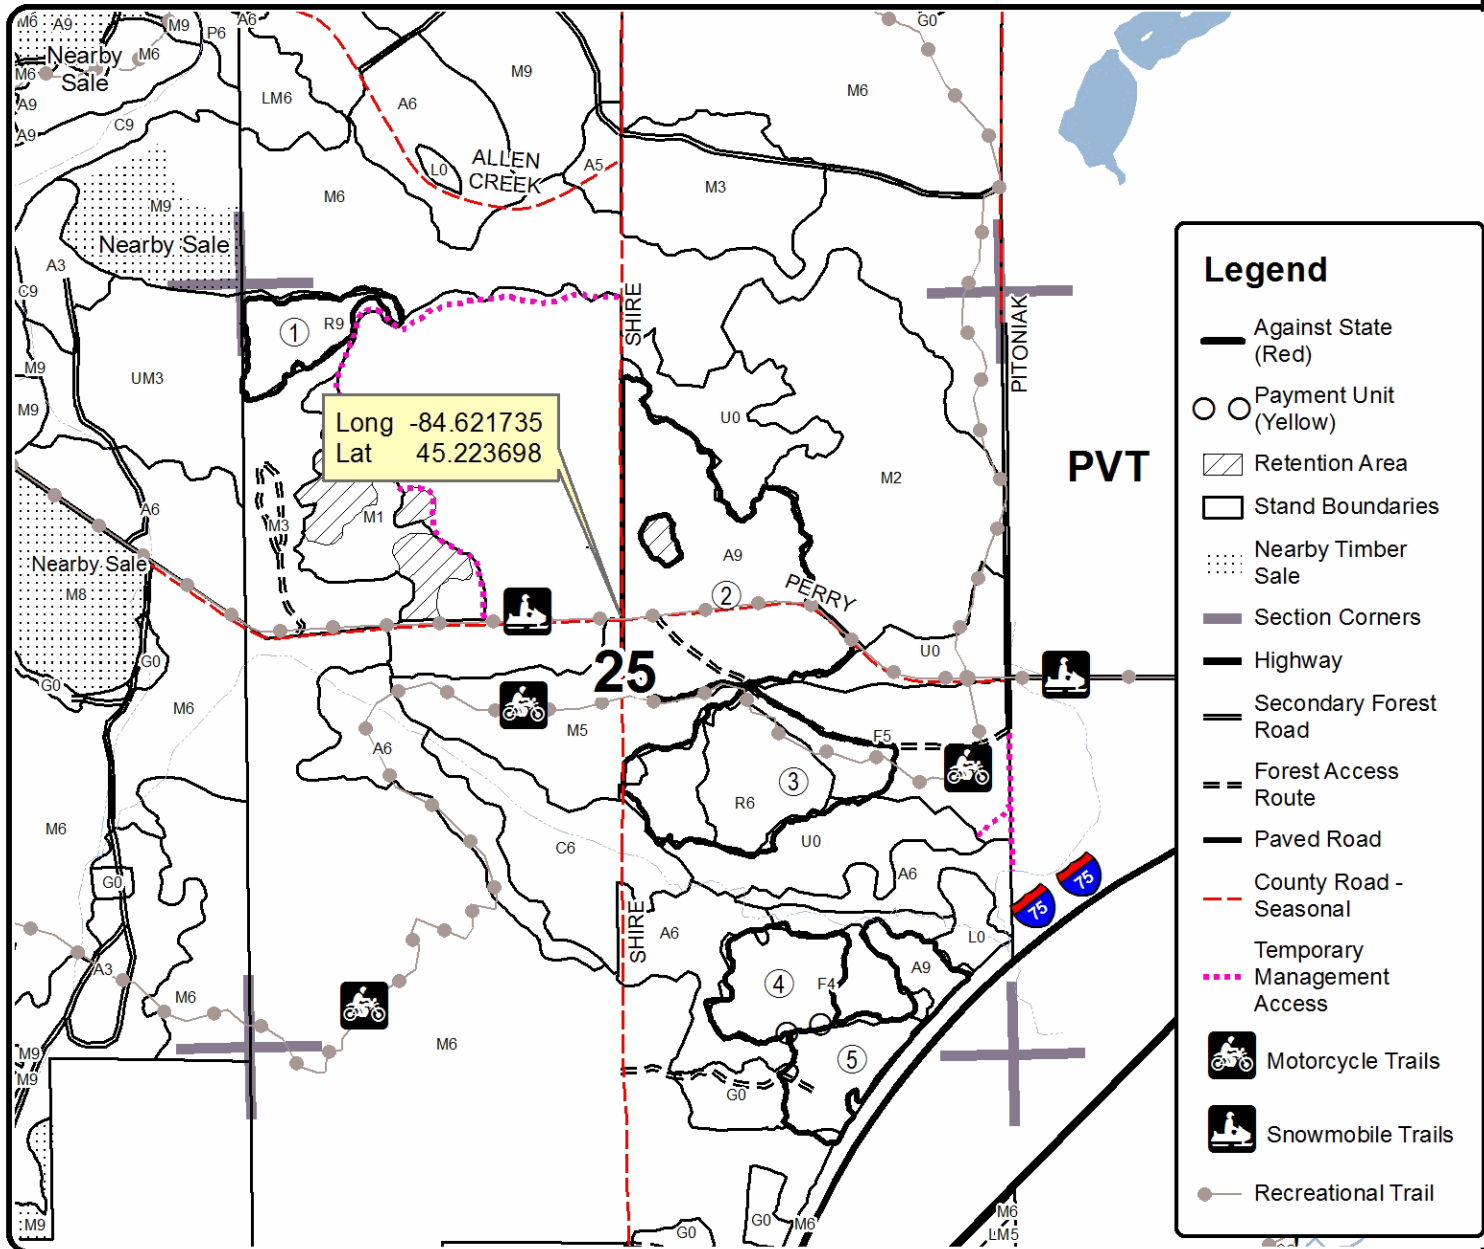 M6
A9
M9
P6
A6
G0
Nearby
Sale
M6
M6
A9
A9
C9
LM6
A6
M9
M6
L0
ALLEN
CREEK
A5
M3
M9
M6
Nearby Sale
A3
C9
SHIRE
PITONIAK
1
R9
M9
UM3
M9
U0
Long -84.621735
Lat 45.223698
PVT
M2
A6
M3
M1
A9
Nearby Sale
M8
2
PERRY
G0
G0
25
U0
M6
A6
M5
F5
3
R6
U0
M6
C6
A6
G0
75
75
SHIRE
A6
L0
A3
A9
4
F4
M6
M6
5
M9
M9
G0
M9
G0
G0
M6
M6
LM5
Legend
Against State
(Red)
Payment Unit
(Yellow)
Retention Area
Stand Boundaries
Nearby Timber
Sale
Section Corners
Highway
Secondary Forest
Road
Forest Access
Route
Paved Road
County Road -
Seasonal
Temporary
Management
Access
Motorcycle Trails
Snowmobile Trails
Recreational Trail